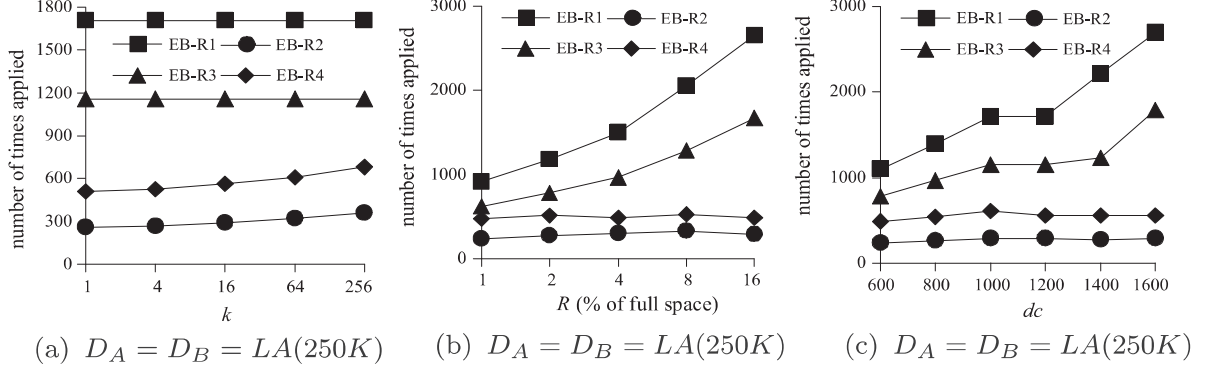 number of times applied
1800
1500
1200
900
600
300
0
EB-R1 EB-R2
EB-R3 EB-R4
1 4 16 64 256
k
(a) D_A = D_B = LA(250K)
number of times applied
3000
2000
1000
0
EB-R1 EB-R2
EB-R3 EB-R4
1 2 4 8 16
R (% of full space)
(b) D_A = D_B = LA(250K)
number of times applied
3000
2000
1000
0
EB-R1 EB-R2
EB-R3 EB-R4
600 800 1000 1200 1400 1600
dc
(c) D_A = D_B = LA(250K)